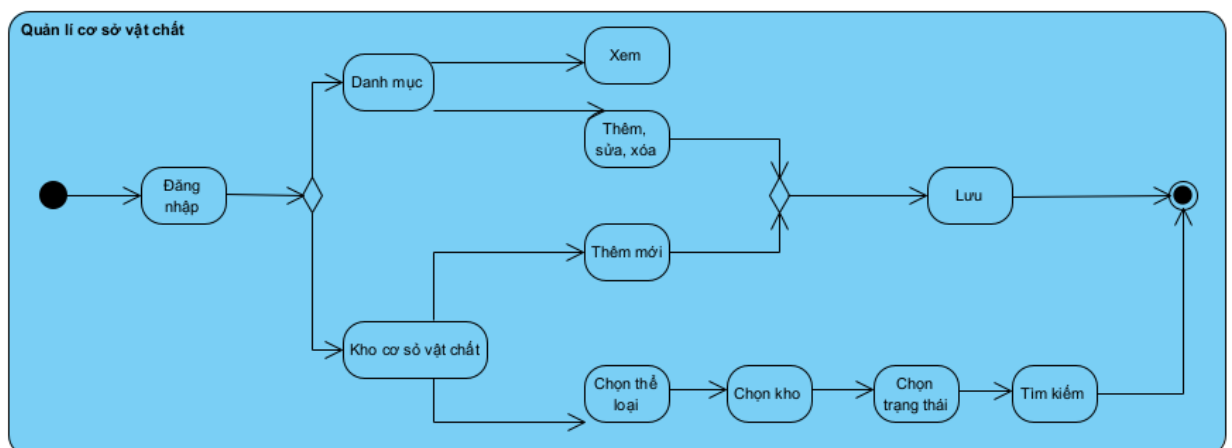 Quản lí cơ sở vật chất
Xem
Danh mục
Thêm,
sửa, xóa
Đăng
nhập
Lưu
Thêm mới
Kho cơ sỏ vật chất
Chọn thể
loại
Chọn kho
Chọn
trạng thái
Tìm kiếm